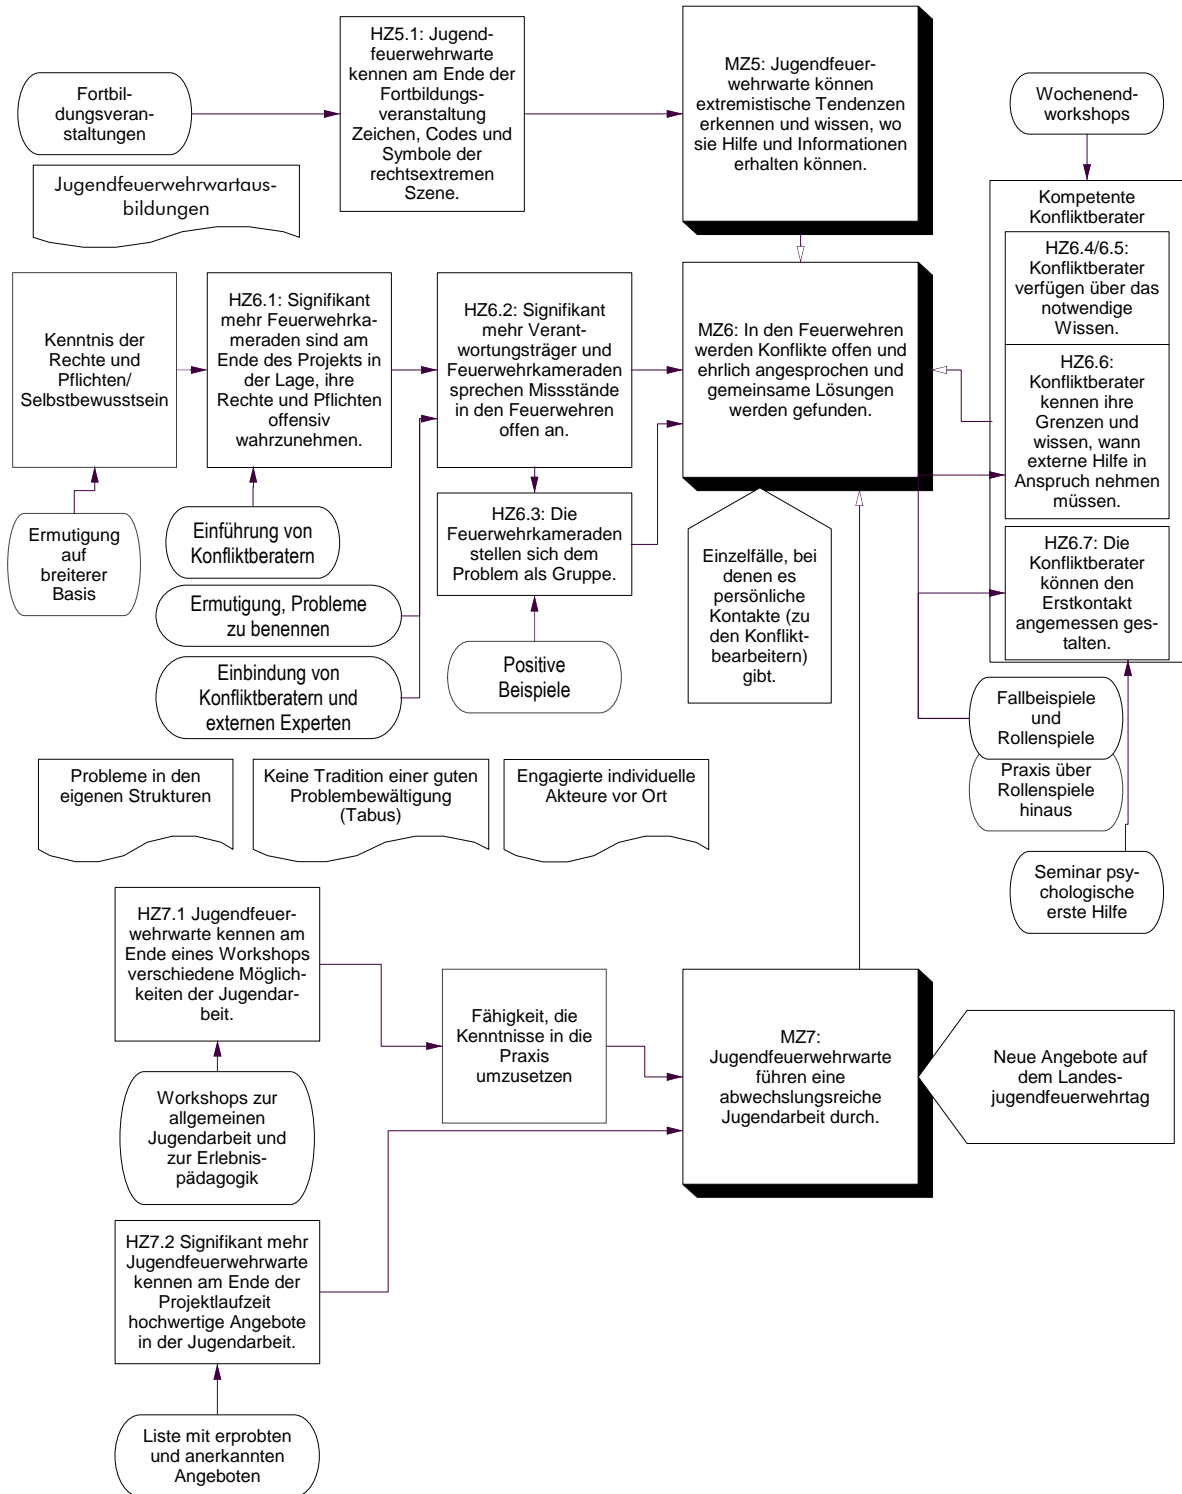 HZ5.1: Jugend-
feuerwehrwarte
kennen am Ende der
Fortbildungs-
veranstaltung
Zeichen, Codes und
Symbole der
rechtsextremen
Szene.
MZ5: Jugendfeuer-
wehrwarte können
extremistische Tendenzen
erkennen und wissen, wo
sie Hilfe und Informationen
erhalten können.
Fortbil-
dungsveran-
staltungen
Wochenend-
workshops
Jugendfeuerwehrwartaus-
bildungen
Kompetente
Konfliktberater
HZ6.4/6.5:
Konfliktberater
verfügen über das
notwendige
Wissen.
HZ6.6:
Konfliktberater
kennen ihre
Grenzen und
wissen, wann
externe Hilfe in
Anspruch nehmen
müssen.
HZ6.7: Die
Konfliktberater
können den
Erstkontakt
angemessen ges-
talten.
Kenntnis der
Rechte und
Pflichten/
Selbstbewusstsein
HZ6.1: Signifikant
mehr Feuerwehrka-
meraden sind am
Ende des Projekts in
der Lage, ihre
Rechte und Pflichten
offensiv
wahrzunehmen.
HZ6.2: Signifikant
mehr Verant-
wortungsträger und
Feuerwehrkameraden
sprechen Missstände
in den Feuerwehren
offen an.
MZ6: In den Feuerwehren
werden Konflikte offen und
ehrlich angesprochen und
gemeinsame Lösungen
werden gefunden.
Ermutigung
auf
breiterer
Basis
Einführung von
Konfliktberatern
HZ6.3: Die
Feuerwehrkameraden
stellen sich dem
Problem als Gruppe.
Einzelfälle, bei
denen es
persönliche
Kontakte (zu
den Konflikt-
bearbeitern)
gibt.
Ermutigung, Probleme
zu benennen
Einbindung von
Konfliktberatern und
externen Experten
Positive
Beispiele
Fallbeispiele
und
Rollenspiele
Praxis über
Rollenspiele
hinaus
Probleme in den
eigenen Strukturen
Keine Tradition einer guten
Problembewältigung
(Tabus)
Engagierte individuelle
Akteure vor Ort
Seminar psy-
chologische
erste Hilfe
HZ7.1 Jugendfeuer-
wehrwarte kennen am
Ende eines Workshops
verschiedene Möglich-
keiten der Jugendar-
beit.
Fähigkeit, die
Kenntnisse in die
Praxis
umzusetzen
MZ7:
Jugendfeuerwehrwarte
führen eine
abwechslungsreiche
Jugendarbeit durch.
Neue Angebote auf
dem Landes-
jugendfeuerwehrtag
Workshops zur
allgemeinen
Jugendarbeit und
zur Erlebnis-
pädagogik
HZ7.2 Signifikant mehr
Jugendfeuerwehrwarte
kennen am Ende der
Projektlaufzeit
hochwertige Angebote
in der Jugendarbeit.
Liste mit erprobten
und anerkannten
Angeboten